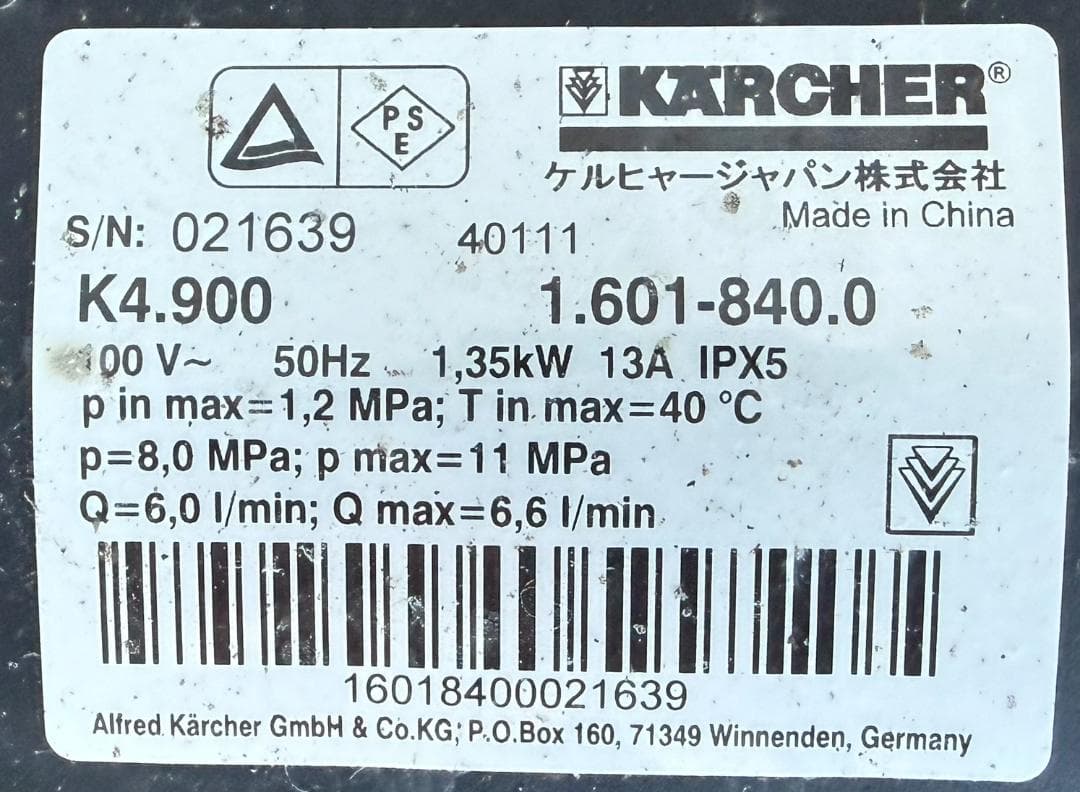 PSE
KÄRCHER®
ケルヒャージャパン株式会社
Made in China
S/N: 021639 40111
K4.900 1.601-840.0
100 V~ 50Hz 1,35kW 13A IPX5
p in max=1,2 MPa; T in max=40 °C
p=8,0 MPa; p max=11 MPa
Q=6,0 l/min; Q max=6,6 l/min
16018400021639
Alfred Kärcher GmbH & Co.KG; P.O.Box 160, 71349 Winnenden, Germany